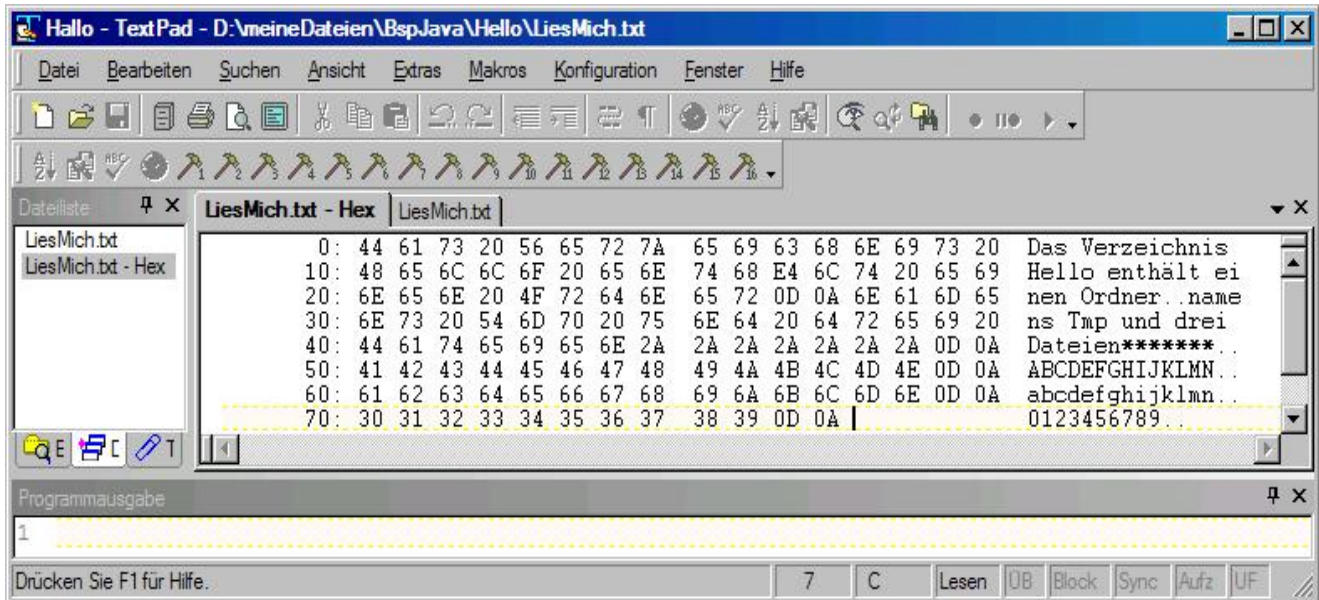 Hallo - TextPad - D:\meineDateien\BspJava\Hello\LiesMich.txt
Datei Bearbeiten Suchen Ansicht Extras Makros Konfiguration Fenster Hilfe
Dateiliste
LiesMich.txt - Hex LiesMich.txt
LiesMich.txt
LiesMich.txt - Hex
0: 44 61 73 20 56 65 72 7A 65 69 63 68 6E 69 73 20 Das Verzeichnis
10: 48 65 6C 6C 6F 20 65 6E 74 68 E4 6C 74 20 65 69 Hello enthält ei
20: 6E 65 6E 20 4F 72 64 6E 65 72 0D 0A 6E 61 6D 65 nen Ordner..name
30: 6E 73 20 54 6D 70 20 75 6E 64 20 64 72 65 69 20 ns Tmp und drei
40: 44 61 74 65 69 65 6E 2A 2A 2A 2A 2A 2A 2A 0D 0A Dateien*******..
50: 41 42 43 44 45 46 47 48 49 4A 4B 4C 4D 4E 0D 0A ABCDEFGHIJKLMN..
60: 61 62 63 64 65 66 67 68 69 6A 6B 6C 6D 6E 0D 0A abcdefghijklmn..
70: 30 31 32 33 34 35 36 37 38 39 0D 0A 0123456789..
E C T
Programmausgabe
1
Drücken Sie F1 für Hilfe. 7 C Lesen ÜB Block Sync Aufz UF